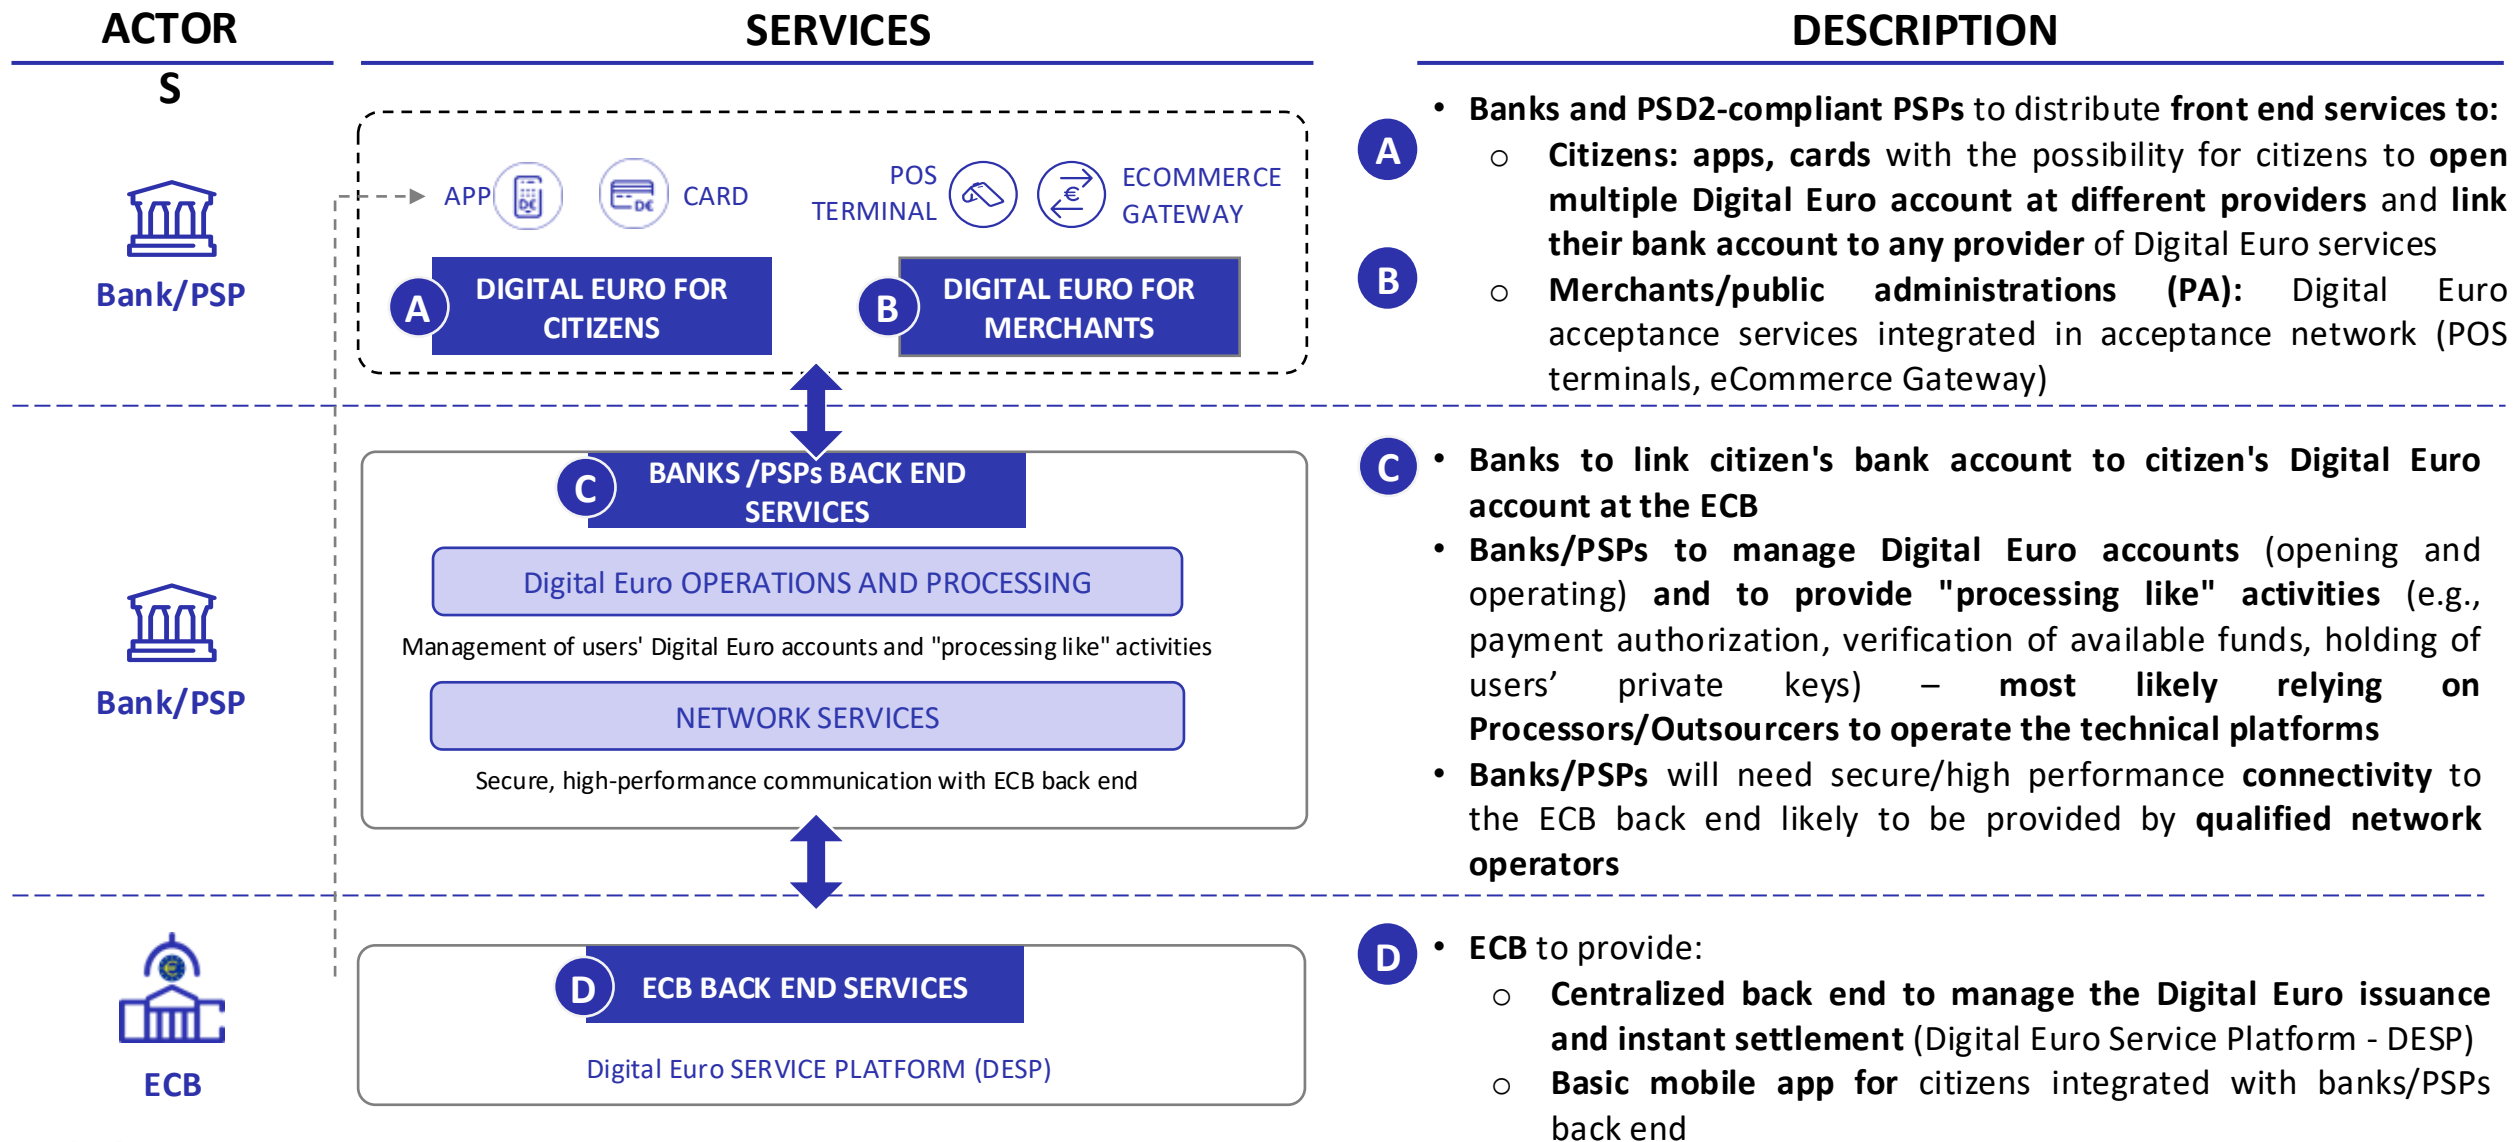 ACTOR
S
SERVICES
DESCRIPTION
APP
D€
D€
CARD
POS
TERMINAL
€
ECOMMERCE
GATEWAY
Bank/PSP
A
DIGITAL EURO FOR
CITIZENS
B
DIGITAL EURO FOR
MERCHANTS
A
B
• Banks and PSD2-compliant PSPs to distribute front end services to:
o Citizens: apps, cards with the possibility for citizens to open
multiple Digital Euro account at different providers and link
their bank account to any provider of Digital Euro services
o Merchants/public administrations (PA): Digital Euro
acceptance services integrated in acceptance network (POS
terminals, eCommerce Gateway)
Bank/PSP
C
BANKS /PSPs BACK END
SERVICES
Digital Euro OPERATIONS AND PROCESSING
Management of users' Digital Euro accounts and "processing like" activities
NETWORK SERVICES
Secure, high-performance communication with ECB back end
C
• Banks to link citizen's bank account to citizen's Digital Euro
account at the ECB
• Banks/PSPs to manage Digital Euro accounts (opening and
operating) and to provide "processing like" activities (e.g.,
payment authorization, verification of available funds, holding of
users’ private keys) – most likely relying on
Processors/Outsourcers to operate the technical platforms
• Banks/PSPs will need secure/high performance connectivity to
the ECB back end likely to be provided by qualified network
operators
€
ECB
D
ECB BACK END SERVICES
Digital Euro SERVICE PLATFORM (DESP)
D
• ECB to provide:
o Centralized back end to manage the Digital Euro issuance
and instant settlement (Digital Euro Service Platform - DESP)
o Basic mobile app for citizens integrated with banks/PSPs
back end